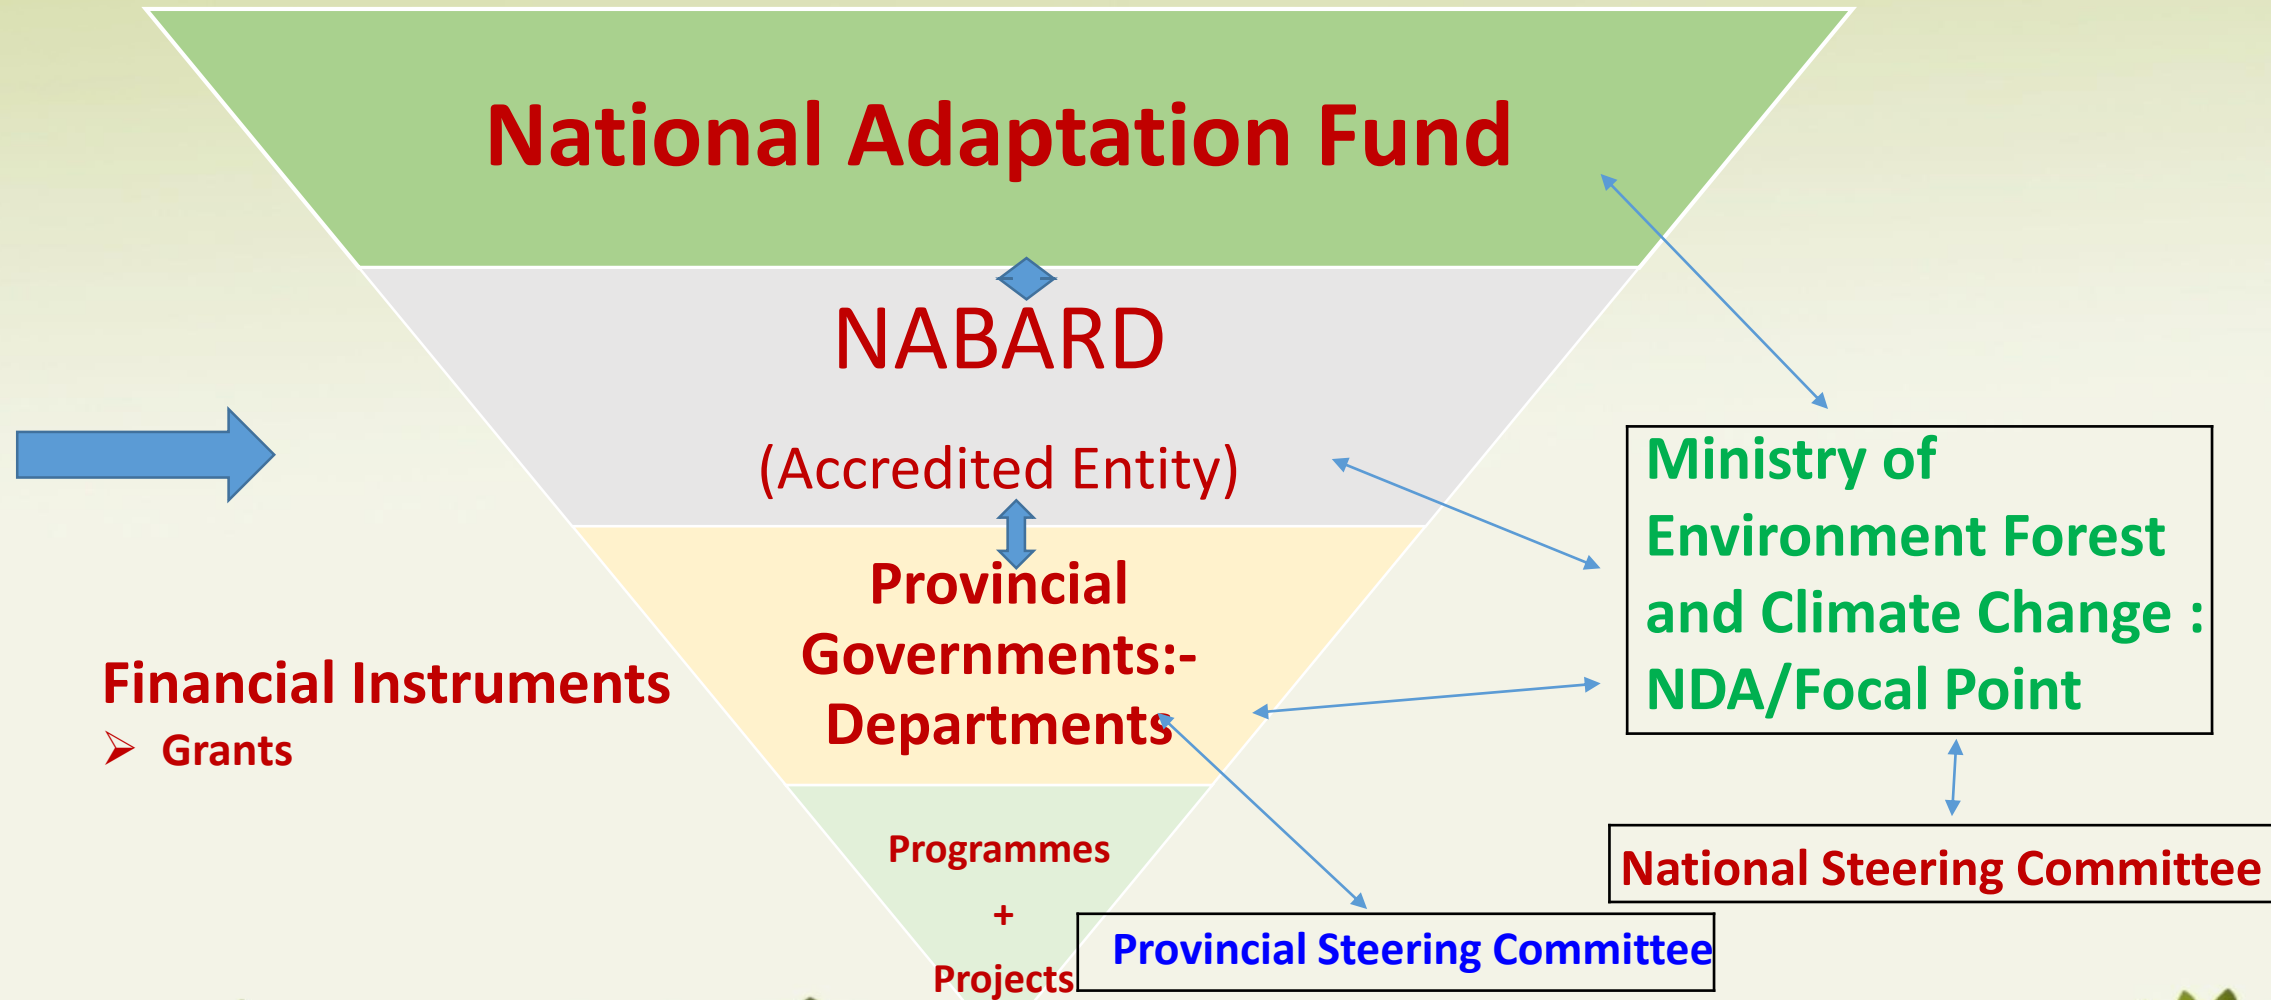 National Adaptation Fund
NABARD
(Accredited Entity)
Provincial
Governments:-
Departments
Programmes
+
Projects
Financial Instruments
➢ Grants
Ministry of
Environment Forest
and Climate Change :
NDA/Focal Point
National Steering Committee
Provincial Steering Committee